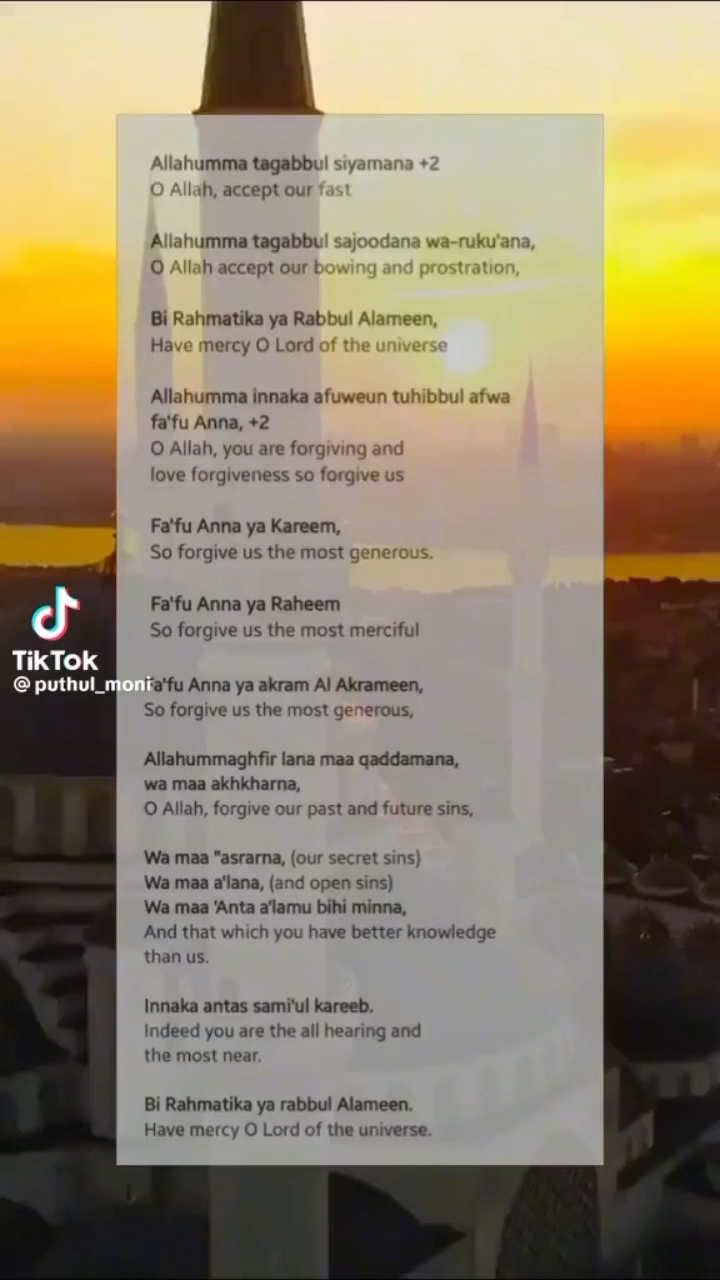 Allahumma tagabbul siyamana +2
O Allah, accept our fast
Allahumma tagabbul sajoodana wa-ruku'ana,
O Allah accept our bowing and prostration,
Bi Rahmatika ya Rabbul Alameen,
Have mercy O Lord of the universe
Allahumma innaka afuweun tuhibbul afwa
fa'fu Anna, +2
O Allah, you are forgiving and
love forgiveness so forgive us
Fa'fu Anna ya Kareem,
So forgive us the most generous.
Fa'fu Anna ya Raheem
So forgive us the most merciful
TikTok
@puthul_moni
Fa'fu Anna ya akram Al Akrameen,
So forgive us the most generous,
Allahummaghfir lana maa qaddamana,
wa maa akhkharna,
O Allah, forgive our past and future sins,
Wa maa "asrarna, (our secret sins)
Wa maa a'lana, (and open sins)
Wa maa 'Anta a'lamu bihi minna,
And that which you have better knowledge
than us.
Innaka antas sami'ul kareeb.
Indeed you are the all hearing and
the most near.
Bi Rahmatika ya rabbul Alameen.
Have mercy O Lord of the universe.